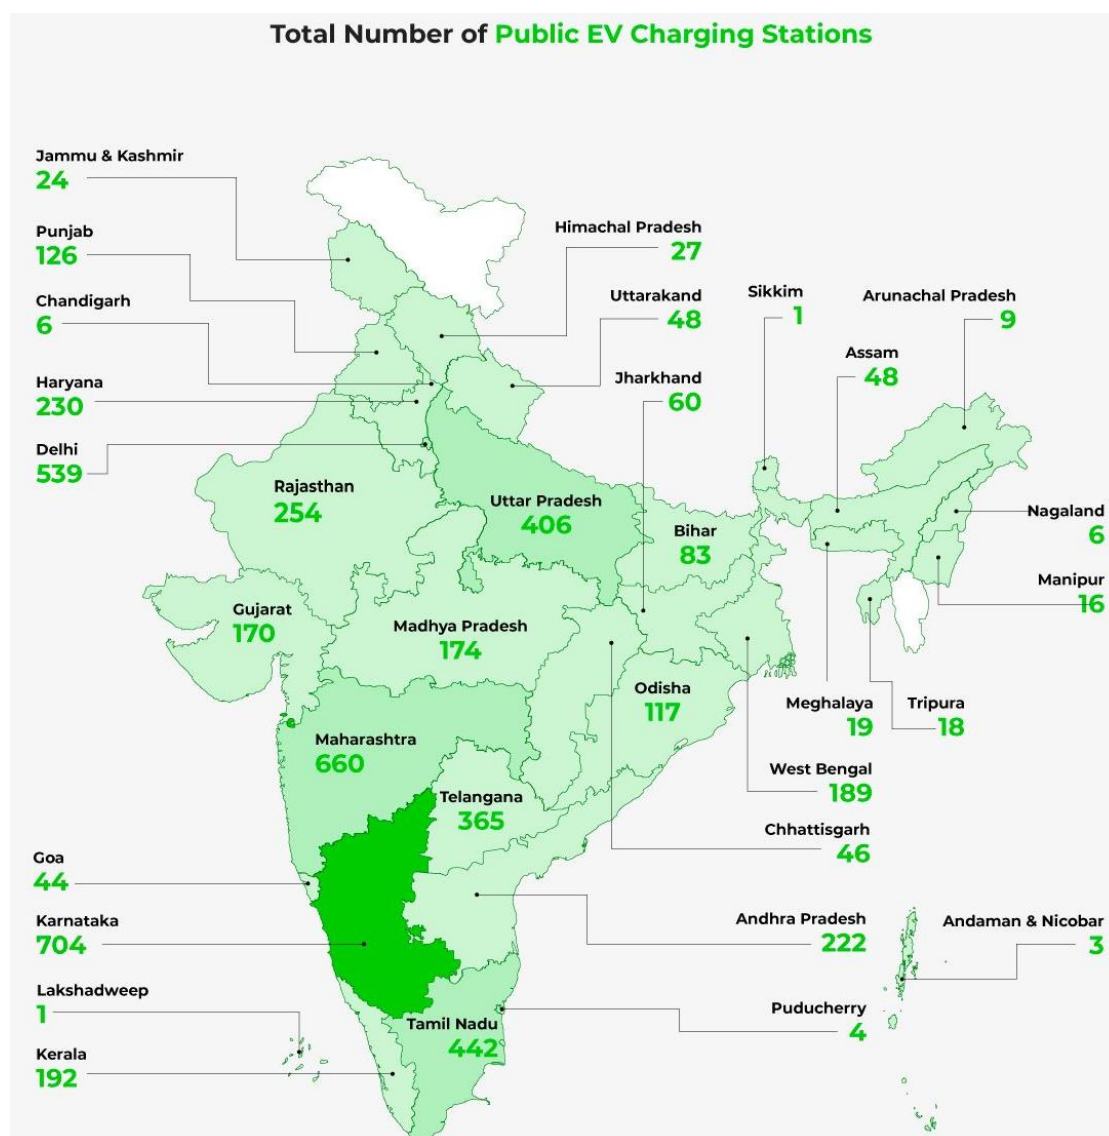 Total Number of Public EV Charging Stations
Jammu & Kashmir
24
Punjab
126
Chandigarh
6
Haryana
230
Delhi
539
Himachal Pradesh
27
Uttarakand
48
Jharkhand
60
Sikkim
1
Arunachal Pradesh
9
Assam
48
Rajasthan
254
Uttar Pradesh
406
Bihar
83
Nagaland
6
Manipur
16
Gujarat
170
Madhya Pradesh
174
Odisha
117
Meghalaya
19
Tripura
18
Maharashtra
660
West Bengal
189
Telangana
365
Chhattisgarh
46
Goa
44
Karnataka
704
Andhra Pradesh
222
Andaman & Nicobar
3
Lakshadweep
1
Puducherry
4
Tamil Nadu
442
Kerala
192